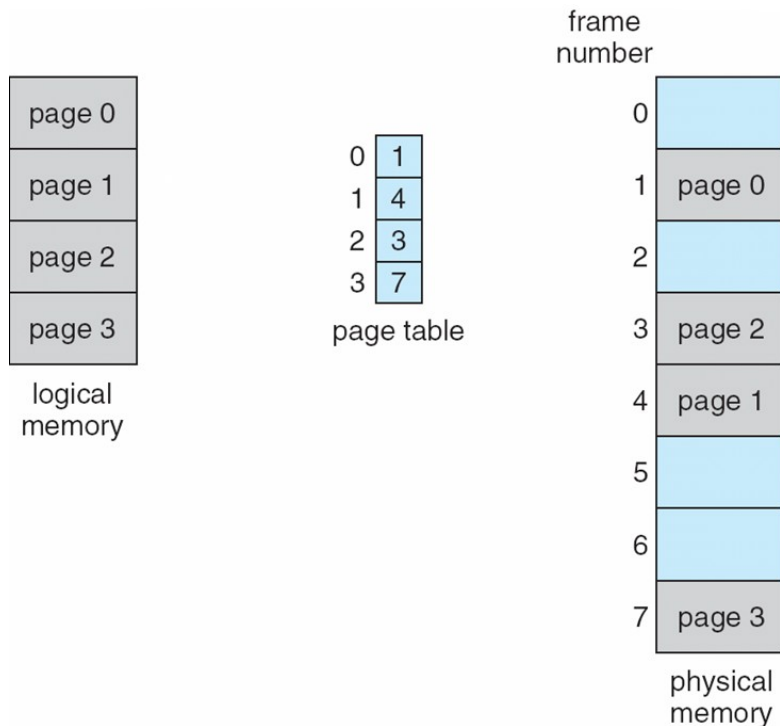 page 0
page 1
page 2
page 3
logical
memory
0 1
1 4
2 3
3 7
page table
frame
number
0
1 page 0
2
3 page 2
4 page 1
5
6
7 page 3
physical
memory